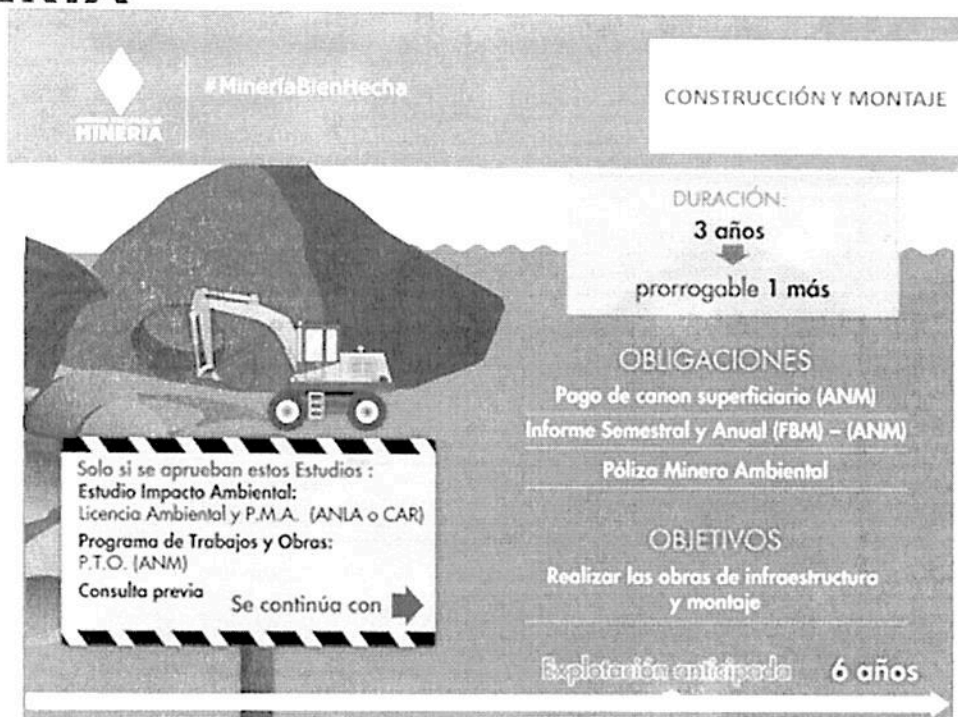 #MineríaBienHecha
MINERÍA
CONSTRUCCIÓN Y MONTAJE
DURACIÓN:
3 años
prorrogable 1 más
OBLIGACIONES
Pago de canon superficiario (ANM)
Informe Semestral y Anual (FBM) – (ANM)
Póliza Minero Ambiental
OBJETIVOS
Realizar las obras de infraestructura
y montaje
Solo si se aprueban estos Estudios :
Estudio Impacto Ambiental:
Licencia Ambiental y P.M.A. (ANLA o CAR)
Programa de Trabajos y Obras:
P.T.O. (ANM)
Consulta previa
Se continúa con
Explotación anticipada 6 años